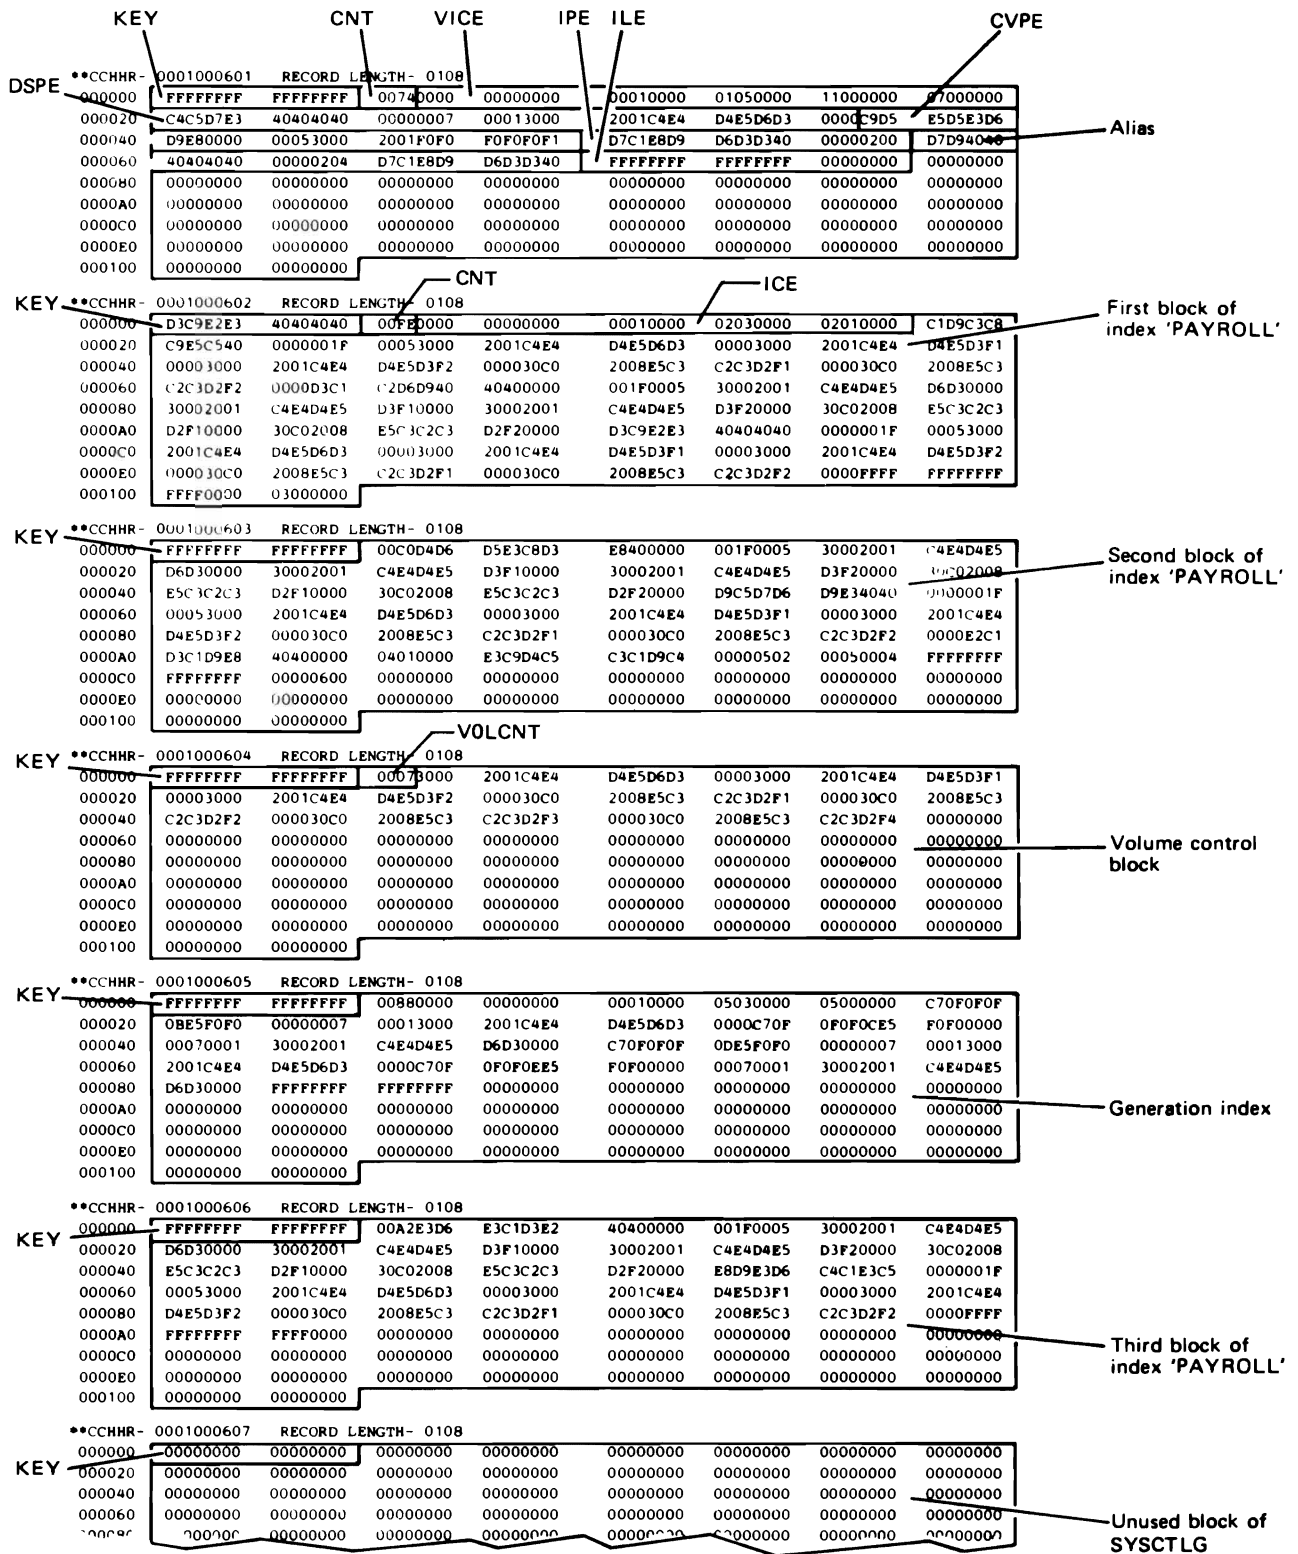 KEY CNT VICE IPE ILE CVPE
**CCHHR- 0001000601 RECORD LENGTH- 0108
DSPE
000000 FFFFFFFF FFFFFFFF 00740000 00000000 00010000 01050000 11000000 07000000
000020 C4C5D7E3 40404040 00000007 00013000 2001C4E4 D4E5D6D3 0000C9D5 E5D5E3D6
000040 D9E80000 00053000 2001F0F0 F0F0F0F1 D7C1E8D9 D6D3D340 00000200 D7D94040
Alias
000060 40404040 00000204 D7C1E8D9 D6D3D340 FFFFFFFF FFFFFFFF 00000000 00000000
000080 00000000 00000000 00000000 00000000 00000000 00000000 00000000 00000000
0000A0 00000000 00000000 00000000 00000000 00000000 00000000 00000000 00000000
0000C0 00000000 00000000 00000000 00000000 00000000 00000000 00000000 00000000
0000E0 00000000 00000000 00000000 00000000 00000000 00000000 00000000 00000000
000100 00000000 00000000
CNT ICE
KEY **CCHHR- 0001000602 RECORD LENGTH- 0108
000000 D3C9E2E3 40404040 00FE0000 00000000 00010000 02030000 02010000 C1D9C3C8
First block of
index 'PAYROLL'
000020 C9E5C540 0000001F 00053000 2001C4E4 D4E5D6D3 00003000 2001C4E4 D4E5D3F1
000040 00003000 2001C4E4 D4E5D3F2 000030C0 2008E5C3 C2C3D2F1 000030C0 2008E5C3
000060 C2C3D2F2 0000D3C1 C2D6D940 40400000 001F0005 30002001 C4E4D4E5 D6D30000
000080 30002001 C4E4D4E5 D3F10000 30002001 C4E4D4E5 D3F20000 30C02008 E5C3C2C3
0000A0 D2F10000 30C02008 E5C3C2C3 D2F20000 D3C9E2E3 40404040 0000001F 00053000
0000C0 2001C4E4 D4E5D6D3 00003000 2001C4E4 D4E5D3F1 00003000 2001C4E4 D4E5D3F2
0000E0 000030C0 2008E5C3 C2C3D2F1 000030C0 2008E5C3 C2C3D2F2 0000FFFF FFFFFFFF
000100 FFFF0000 03000000
KEY **CCHHR- 0001000603 RECORD LENGTH- 0108
000000 FFFFFFFF FFFFFFFF 00C0D4D6 D5E3C8D3 E8400000 001F0005 30002001 C4E4D4E5
Second block of
index 'PAYROLL'
000020 D6D30000 30002001 C4E4D4E5 D3F10000 30002001 C4E4D4E5 D3F20000 30C02008
000040 E5C3C2C3 D2F10000 30C02008 E5C3C2C3 D2F20000 D9C5D7D6 D9E34040 0000001F
000060 00053000 2001C4E4 D4E5D6D3 00003000 2001C4E4 D4E5D3F1 00003000 2001C4E4
000080 D4E5D3F2 000030C0 2008E5C3 C2C3D2F1 000030C0 2008E5C3 C2C3D2F2 0000E2C1
0000A0 D3C1D9E8 40400000 04010000 E3C9D4C5 C3C1D9C4 00000502 00050004 FFFFFFFF
0000C0 FFFFFFFF 00000600 00000000 00000000 00000000 00000000 00000000 00000000
0000E0 00000000 00000000 00000000 00000000 00000000 00000000 00000000 00000000
000100 00000000 00000000
VOLCNT
KEY **CCHHR- 0001000604 RECORD LENGTH- 0108
000000 FFFFFFFF FFFFFFFF 00073000 2001C4E4 D4E5D6D3 00003000 2001C4E4 D4E5D3F1
000020 00003000 2001C4E4 D4E5D3F2 000030C0 2008E5C3 C2C3D2F1 000030C0 2008E5C3
000040 C2C3D2F2 000030C0 2008E5C3 C2C3D2F3 000030C0 2008E5C3 C2C3D2F4 00000000
000060 00000000 00000000 00000000 00000000 00000000 00000000 00000000 00000000
Volume control
block
000080 00000000 00000000 00000000 00000000 00000000 00000000 00000000 00000000
0000A0 00000000 00000000 00000000 00000000 00000000 00000000 00000000 00000000
0000C0 00000000 00000000 00000000 00000000 00000000 00000000 00000000 00000000
0000E0 00000000 00000000 00000000 00000000 00000000 00000000 00000000 00000000
000100 00000000 00000000
**CCHHR- 0001000605 RECORD LENGTH- 0108
KEY
000000 FFFFFFFF FFFFFFFF 00880000 00000000 00010000 05030000 05000000 C70F0F0F
000020 0BE5F0F0 00000007 00013000 2001C4E4 D4E5D6D3 0000C70F 0F0F0CE5 F0F00000
000040 00070001 30002001 C4E4D4E5 D6D30000 C70F0F0F 0DE5F0F0 00000007 00013000
000060 2001C4E4 D4E5D6D3 0000C70F 0F0F0EE5 F0F00000 00070001 30002001 C4E4D4E5
000080 D6D30000 FFFFFFFF FFFFFFFF 00000000 00000000 00000000 00000000 00000000
0000A0 00000000 00000000 00000000 00000000 00000000 00000000 00000000 00000000
Generation index
0000C0 00000000 00000000 00000000 00000000 00000000 00000000 00000000 00000000
0000E0 00000000 00000000 00000000 00000000 00000000 00000000 00000000 00000000
000100 00000000 00000000
**CCHHR- 0001000606 RECORD LENGTH- 0108
KEY
000000 FFFFFFFF FFFFFFFF 00A2E3D6 E3C1D3E2 40400000 001F0005 30002001 C4E4D4E5
000020 D6D30000 30002001 C4E4D4E5 D3F10000 30002001 C4E4D4E5 D3F20000 30C02008
000040 E5C3C2C3 D2F10000 30C02008 E5C3C2C3 D2F20000 E8D9E3D6 C4C1E3C5 0000001F
000060 00053000 2001C4E4 D4E5D6D3 00003000 2001C4E4 D4E5D3F1 00003000 2001C4E4
000080 D4E5D3F2 000030C0 2008E5C3 C2C3D2F1 000030C0 2008E5C3 C2C3D2F2 0000FFFF
0000A0 FFFFFFFF FFFF0000 00000000 00000000 00000000 00000000 00000000 00000000
Third block of
index 'PAYROLL'
0000C0 00000000 00000000 00000000 00000000 00000000 00000000 00000000 00000000
0000E0 00000000 00000000 00000000 00000000 00000000 00000000 00000000 00000000
000100 00000000 00000000
**CCHHR- 0001000607 RECORD LENGTH- 0108
KEY
000000 00000000 00000000 00000000 00000000 00000000 00000000 00000000 00000000
000020 00000000 00000000 00000000 00000000 00000000 00000000 00000000 00000000
000040 00000000 00000000 00000000 00000000 00000000 00000000 00000000 00000000
000060 00000000 00000000 00000000 00000000 00000000 00000000 00000000 00000000
Unused block of
SYSCTLG